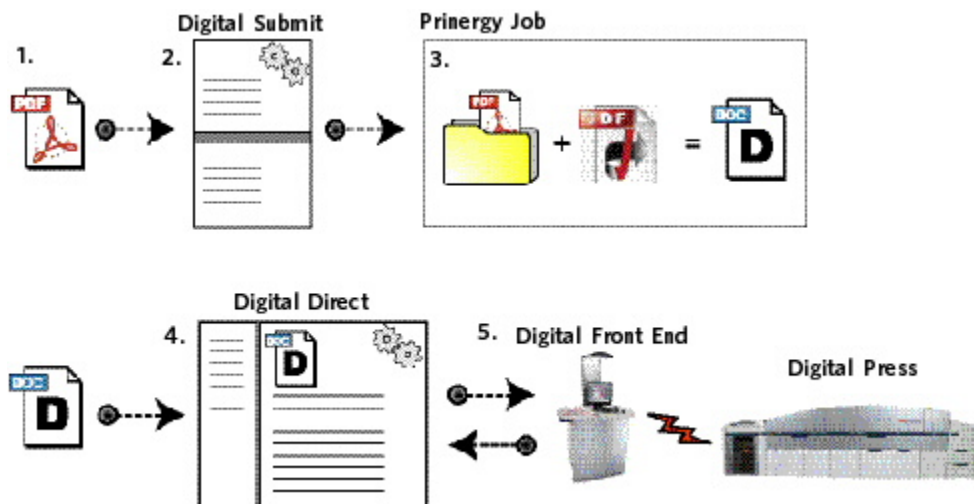 Digital Submit
Prinergy Job
1.
2.
3.
PDF
PDF
DF
DOC
D
+
=
Digital Direct
4.
5.
Digital Front End
Digital Press
DOC
D
DOC
D